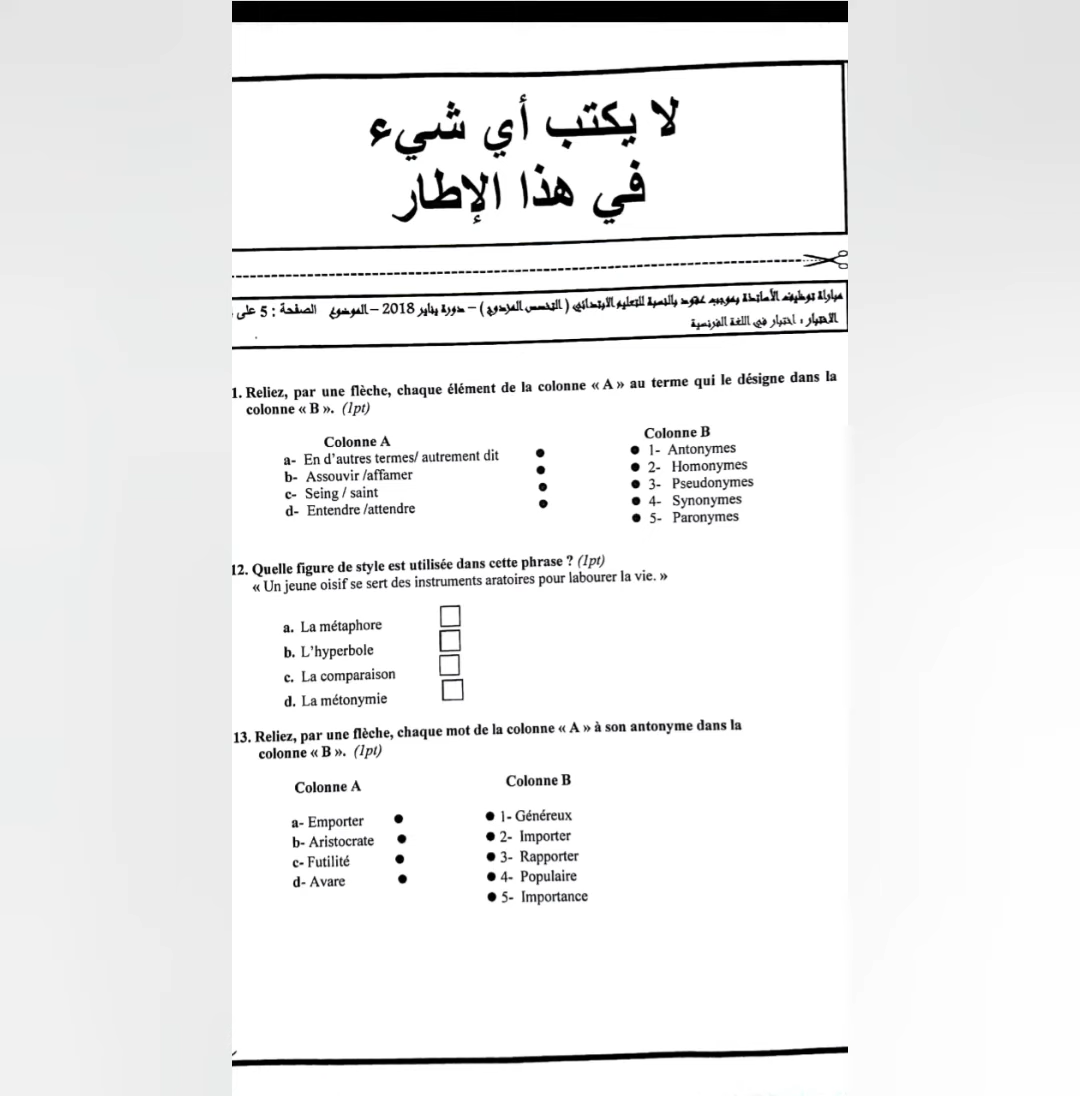 لا يكتب أي شيء
في هذا الإطار
مباراة توظيف الأساتذة بموجب عقود بالنسبة للتعليم الابتدائي ( التخصص المزدوج ) – دورة يناير 2018 – الموضوع الصفحة : 5 على
الاختبار : اختبار في اللغة الفرنسية
1. Reliez, par une flèche, chaque élément de la colonne « A » au terme qui le désigne dans la
colonne « B ». (1pt)
Colonne A Colonne B
a- En d’autres termes/ autrement dit ● ● 1- Antonymes
b- Assouvir /affamer ● ● 2- Homonymes
c- Seing / saint ● ● 3- Pseudonymes
d- Entendre /attendre ● ● 4- Synonymes
● 5- Paronymes
12. Quelle figure de style est utilisée dans cette phrase ? (1pt)
« Un jeune oisif se sert des instruments aratoires pour labourer la vie. »
a. La métaphore
b. L’hyperbole
c. La comparaison
d. La métonymie
13. Reliez, par une flèche, chaque mot de la colonne « A » à son antonyme dans la
colonne « B ». (1pt)
Colonne A Colonne B
a- Emporter ● ● 1- Généreux
b- Aristocrate ● ● 2- Importer
c- Futilité ● ● 3- Rapporter
d- Avare ● ● 4- Populaire
● 5- Importance